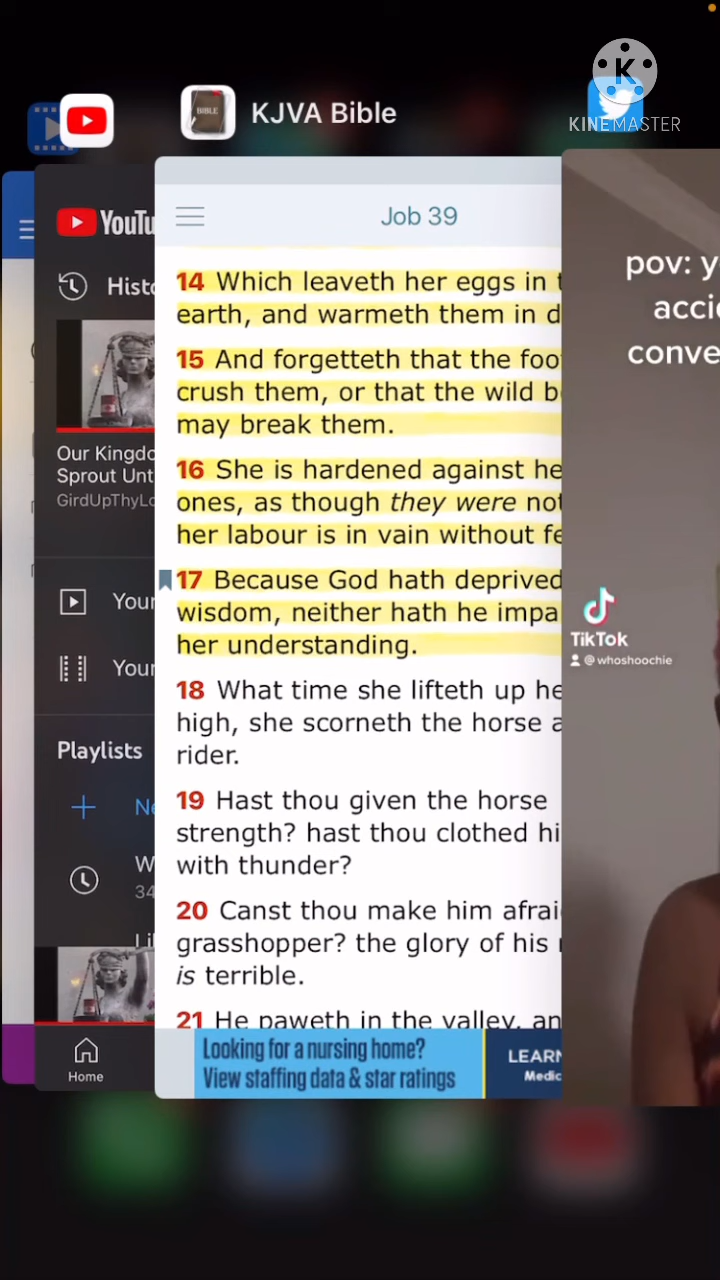 KJVA Bible
KINEMASTER
Job 39
14 Which leaveth her eggs in
earth, and warmeth them in d
15 And forgetteth that the foo
crush them, or that the wild b
may break them.
16 She is hardened against he
ones, as though they were not
her labour is in vain without fe
17 Because God hath deprived
wisdom, neither hath he impa
her understanding.
18 What time she lifteth up he
high, she scorneth the horse a
rider.
19 Hast thou given the horse
strength? hast thou clothed hi
with thunder?
20 Canst thou make him afrai
grasshopper? the glory of his
is terrible.
21 He paweth in the valley, an
Looking for a nursing home?
View staffing data & star ratings
LEARN
Medic
YouTu
Histo
Our Kingdo
Sprout Unt
GirdUpThyLo
Your
Your
Playlists
Ne
W
34
Home
pov: y
accid
conve
TikTok
@whoshoochie
BIBLE
K